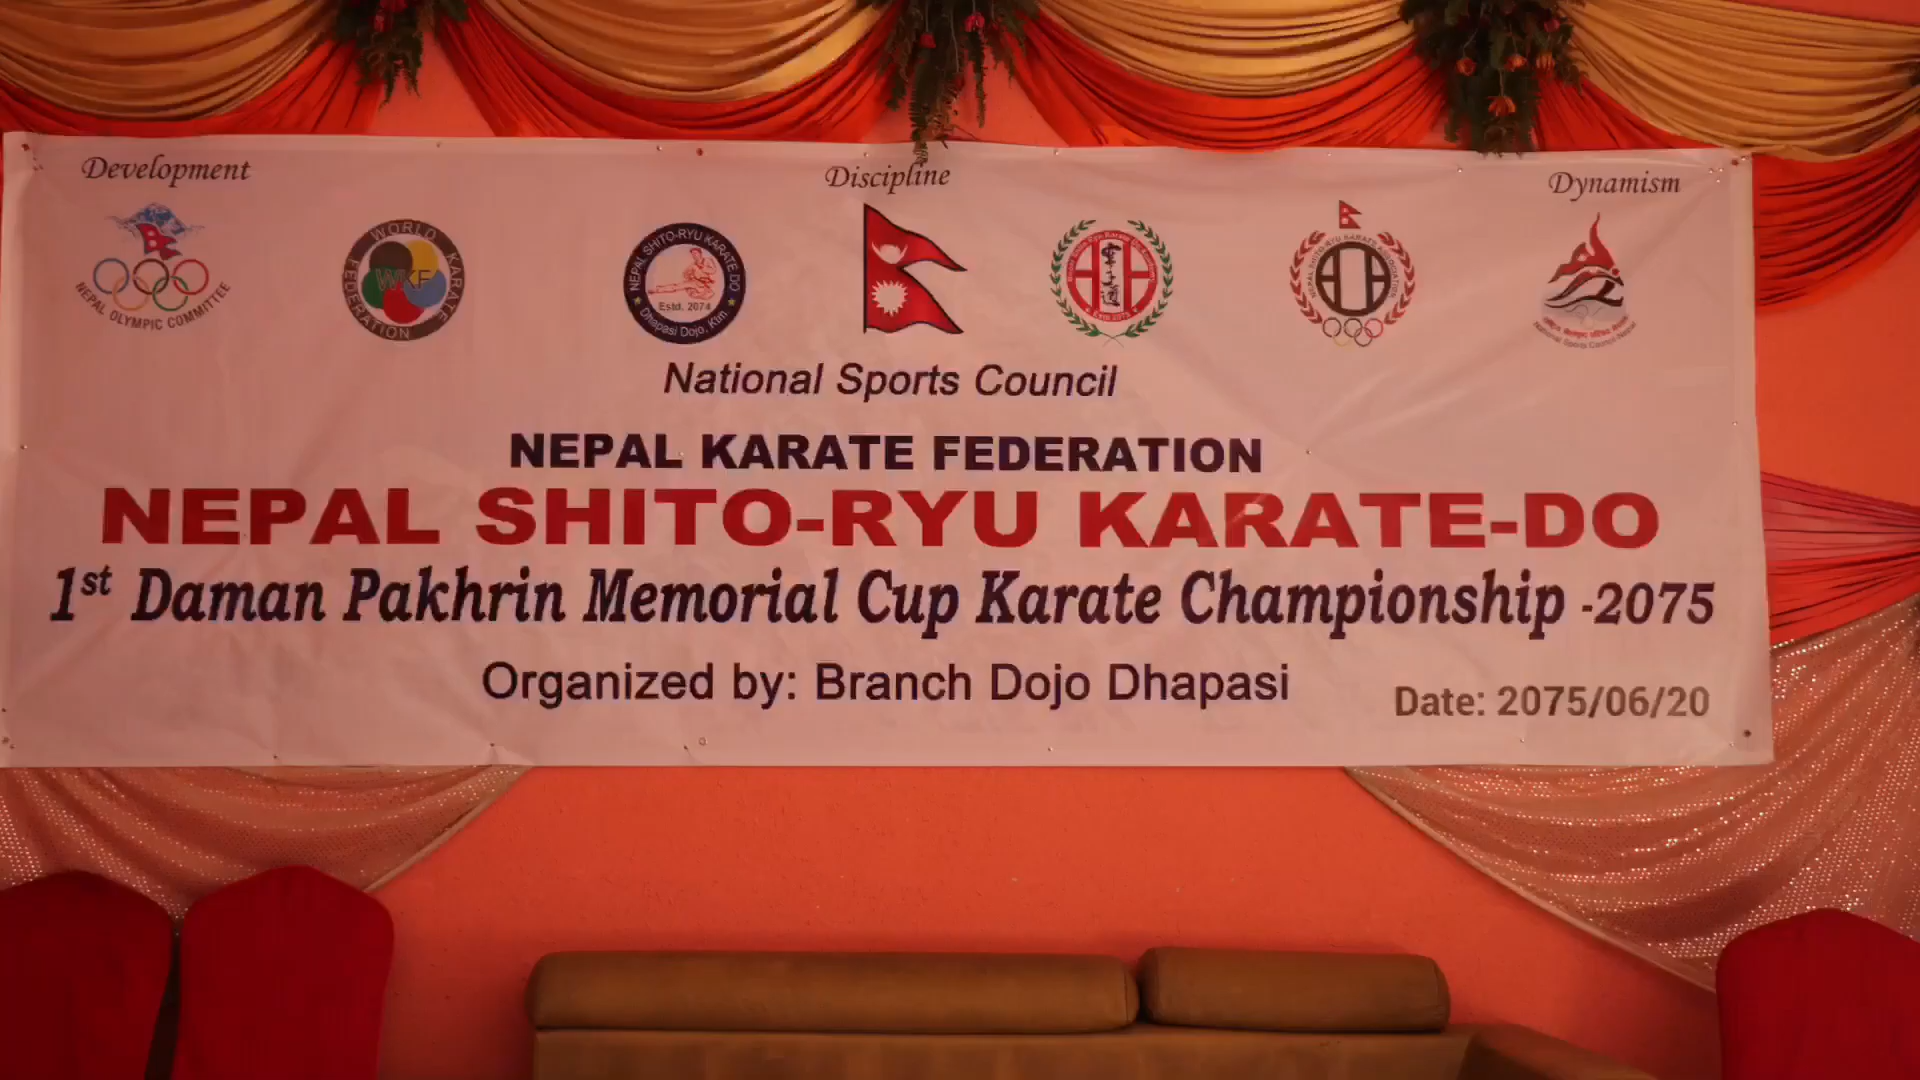 Development
Discipline
Dynamism
NEPAL OLYMPIC COMMITTEE
WORLD KARATE FEDERATION
WKF
NEPAL SHITO-RYU KARATE DO
Estd. 2074
Dhapasi Dojo, Ktm
National Sports Council
NEPAL KARATE FEDERATION
NEPAL SHITO-RYU KARATE-DO
1st Daman Pakhrin Memorial Cup Karate Championship -2075
Organized by: Branch Dojo Dhapasi
Date: 2075/06/20